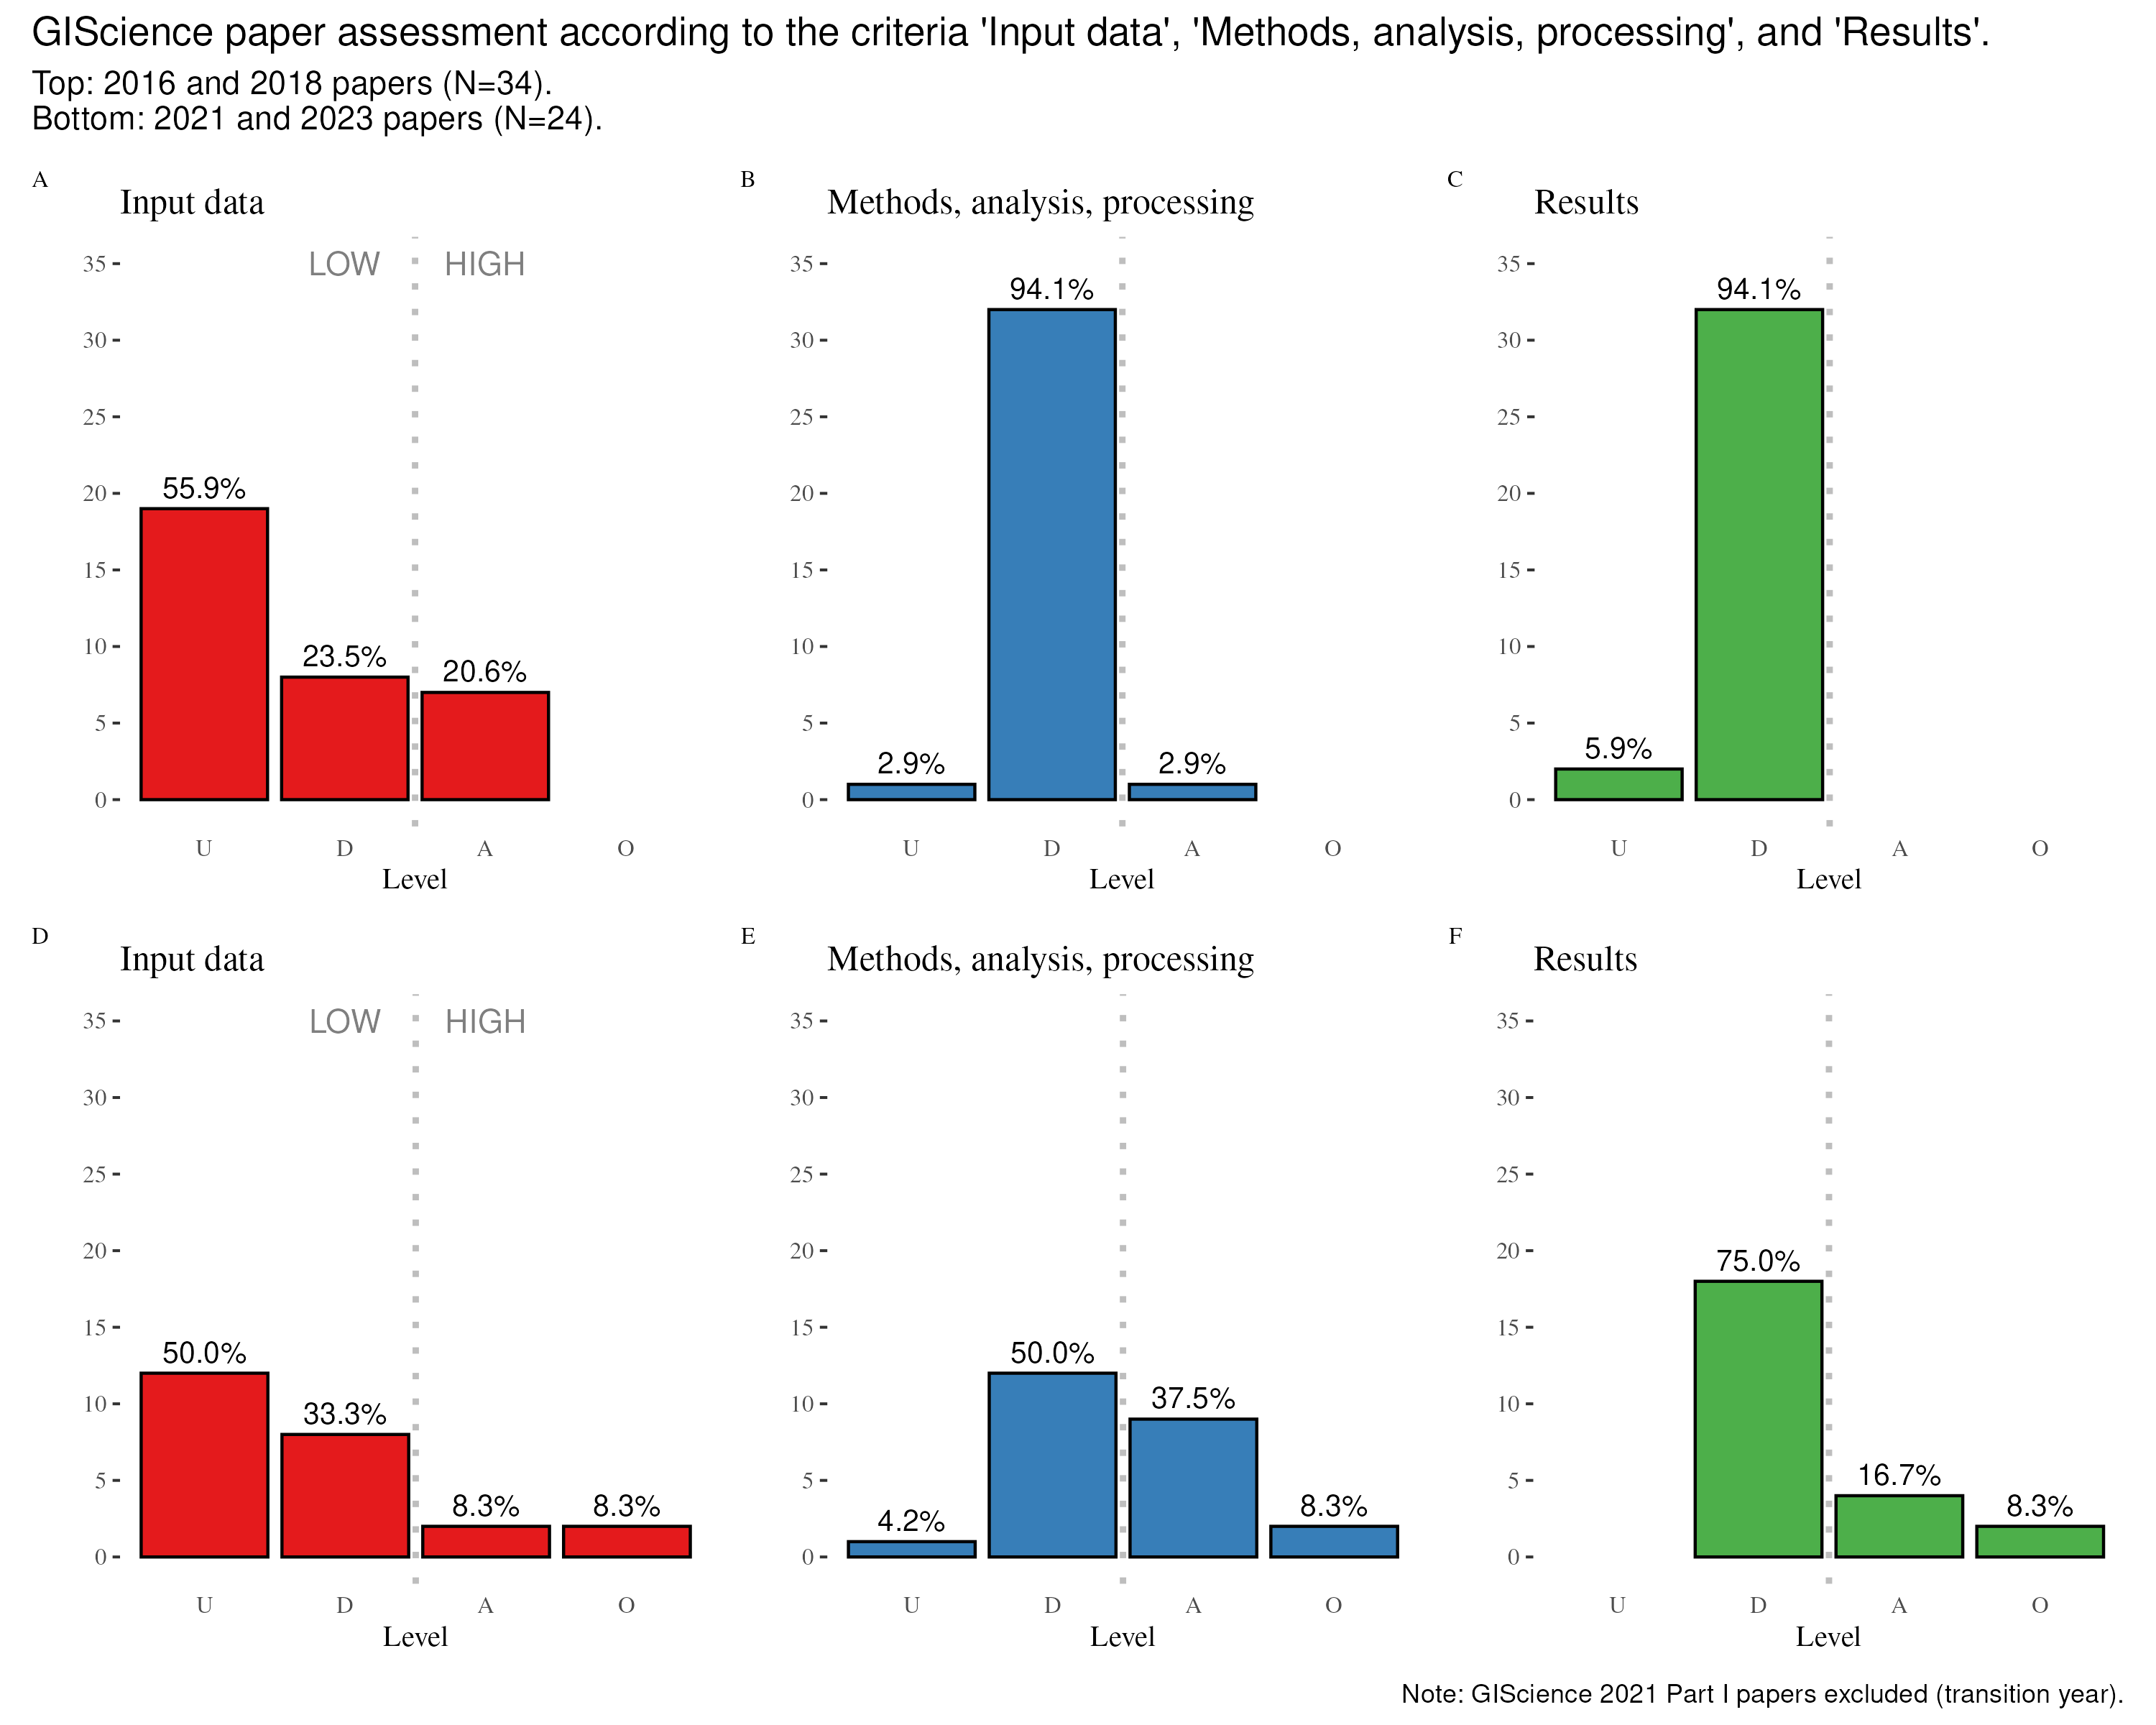 GIScience paper assessment according to the criteria 'Input data', 'Methods, analysis, processing', and 'Results'.
Top: 2016 and 2018 papers (N=34).
Bottom: 2021 and 2023 papers (N=24).
A
Input data
LOW HIGH
35
30
25
20
15
10
5
0
55.9%
23.5%
20.6%
U D A O
Level
B
Methods, analysis, processing
35
30
25
20
15
10
5
0
2.9%
94.1%
2.9%
U D A O
Level
C
Results
35
30
25
20
15
10
5
0
5.9%
94.1%
U D A O
Level
D
Input data
LOW HIGH
35
30
25
20
15
10
5
0
50.0%
33.3%
8.3%
8.3%
U D A O
Level
E
Methods, analysis, processing
35
30
25
20
15
10
5
0
4.2%
50.0%
37.5%
8.3%
U D A O
Level
F
Results
35
30
25
20
15
10
5
0
75.0%
16.7%
8.3%
U D A O
Level
Note: GIScience 2021 Part I papers excluded (transition year).